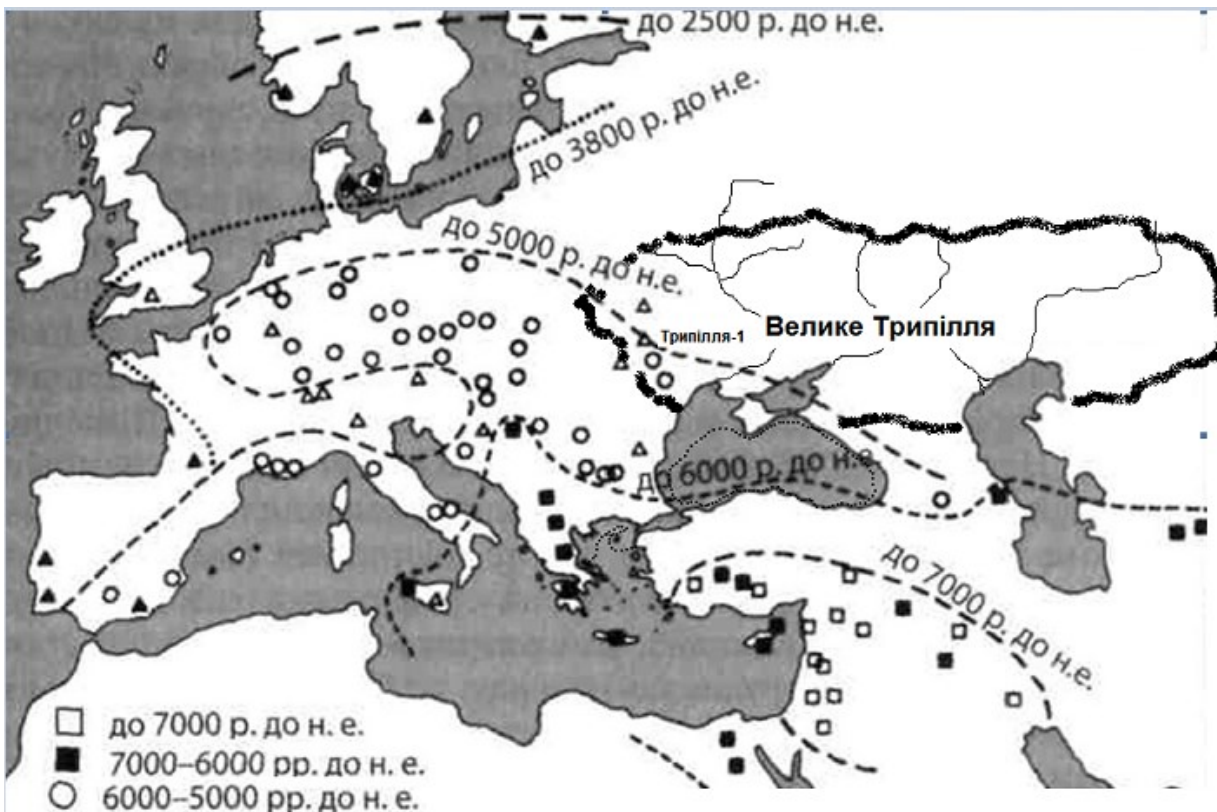 до 2500 р. до н.е.
до 3800 р. до н.е.
до 5000 р. до н.е.
Трипілля-1
Велике Трипілля
до 6000 р. до н.е
до 7000 р. до н.е.
до 7000 р. до н. е.
7000–6000 рр. до н. е.
6000–5000 рр. до н. е.